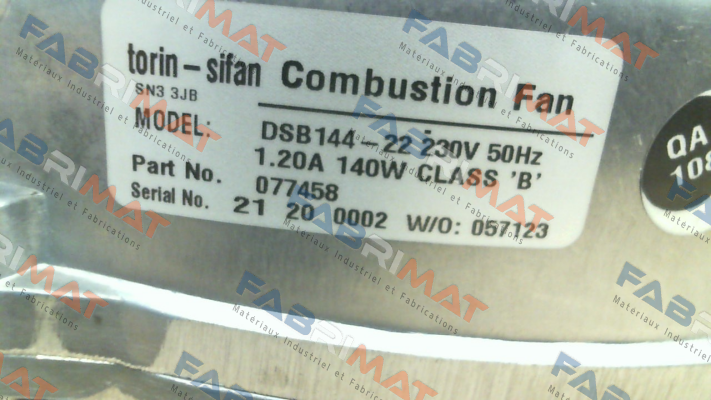 torin-sifan Combustion Fan
SN3 3JB
MODEL: DSB144-22 230V 50Hz
1.20A 140W CLASS 'B'
Part No. 077458
Serial No. 21 20 0002 W/O: 057123
QA
108
FABRIMAT
Matériaux Industriel et Fabrications